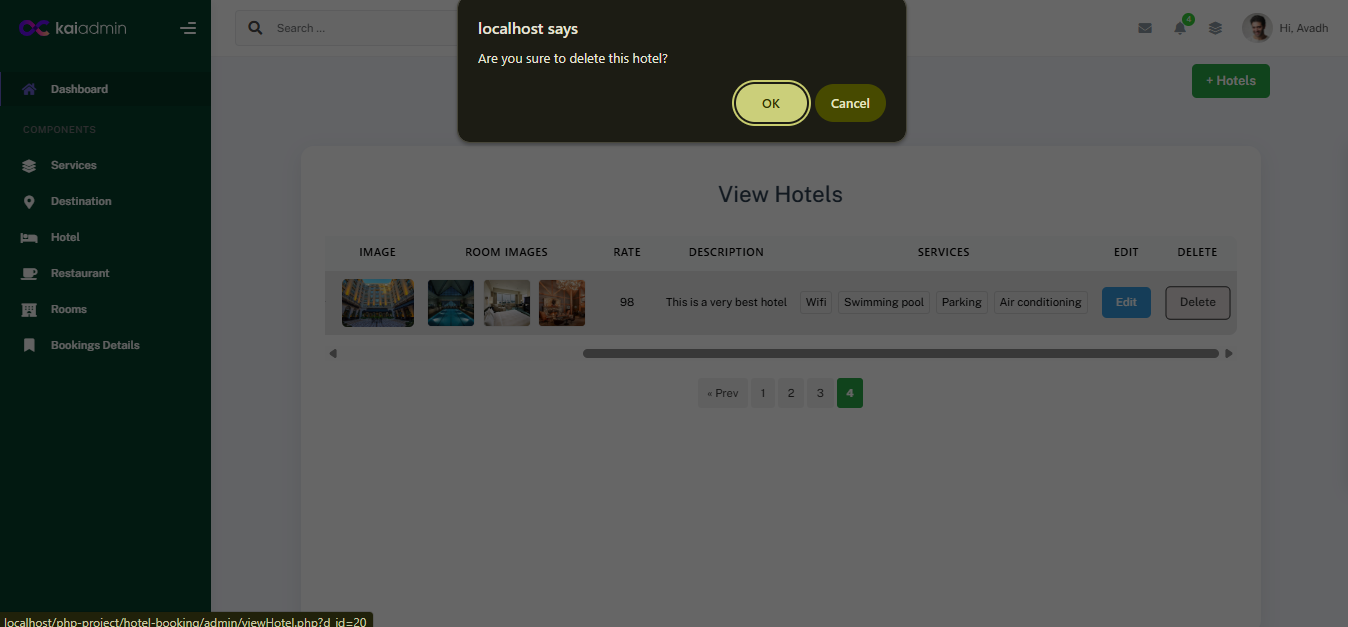 kaiadmin
Search ...
4
Hi, Avadh
localhost says
Are you sure to delete this hotel?
OK Cancel
+ Hotels
Dashboard
COMPONENTS
Services
Destination
Hotel
Restaurant
Rooms
Bookings Details
View Hotels
IMAGE ROOM IMAGES RATE DESCRIPTION SERVICES EDIT DELETE
98 This is a very best hotel Wifi Swimming pool Parking Air conditioning Edit Delete
« Prev 1 2 3 4
localhost/php-project/hotel-booking/admin/viewHotel.php?d_id=20